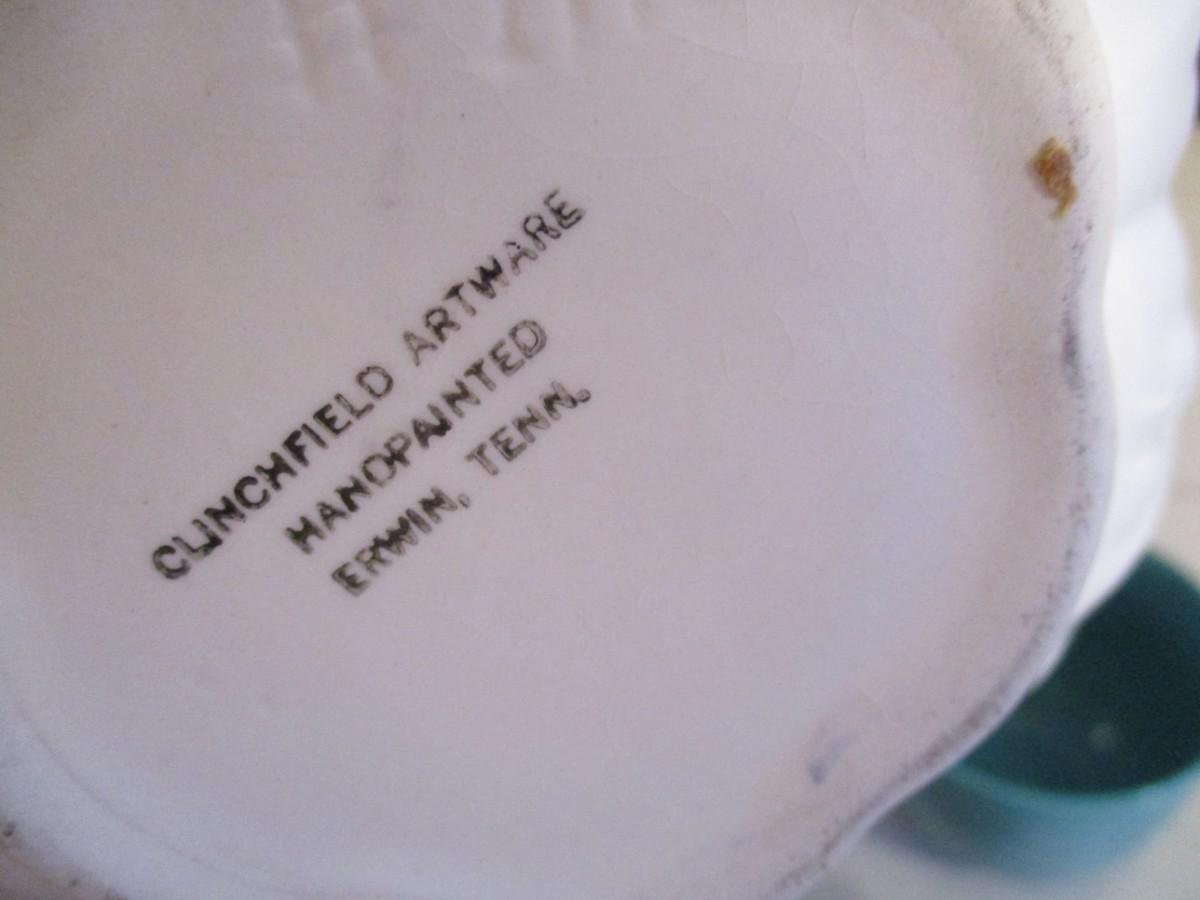 CLINCHFIELD ARTWARE
HANDPAINTED
ERWIN, TENN.